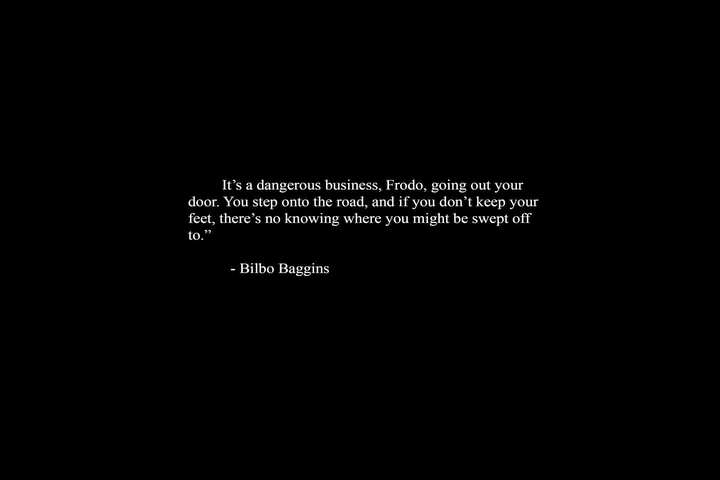 It’s a dangerous business, Frodo, going out your
door. You step onto the road, and if you don’t keep your
feet, there’s no knowing where you might be swept off
to.”
- Bilbo Baggins